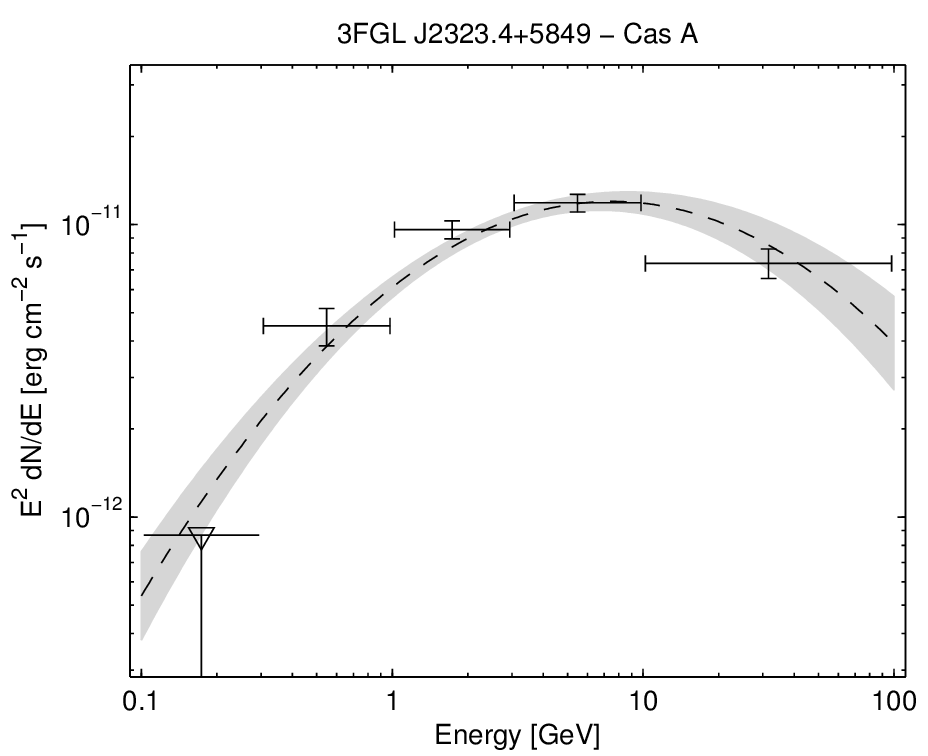 3FGL J2323.4+5849 − Cas A
E² dN/dE [erg cm⁻² s⁻¹]
10⁻¹¹
10⁻¹²
0.1 1 10 100
Energy [GeV]